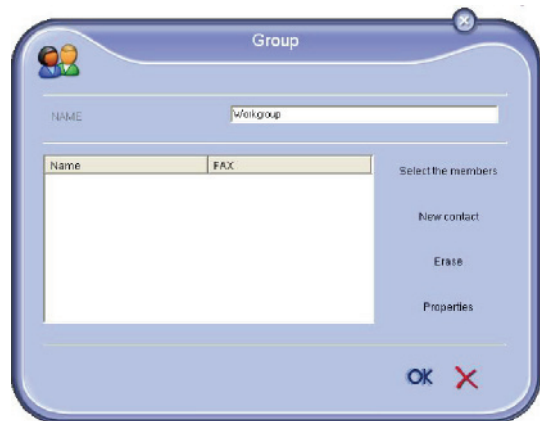 Group
NAME
Workgroup
Name FAX
Select the members
New contact
Erase
Properties
OK